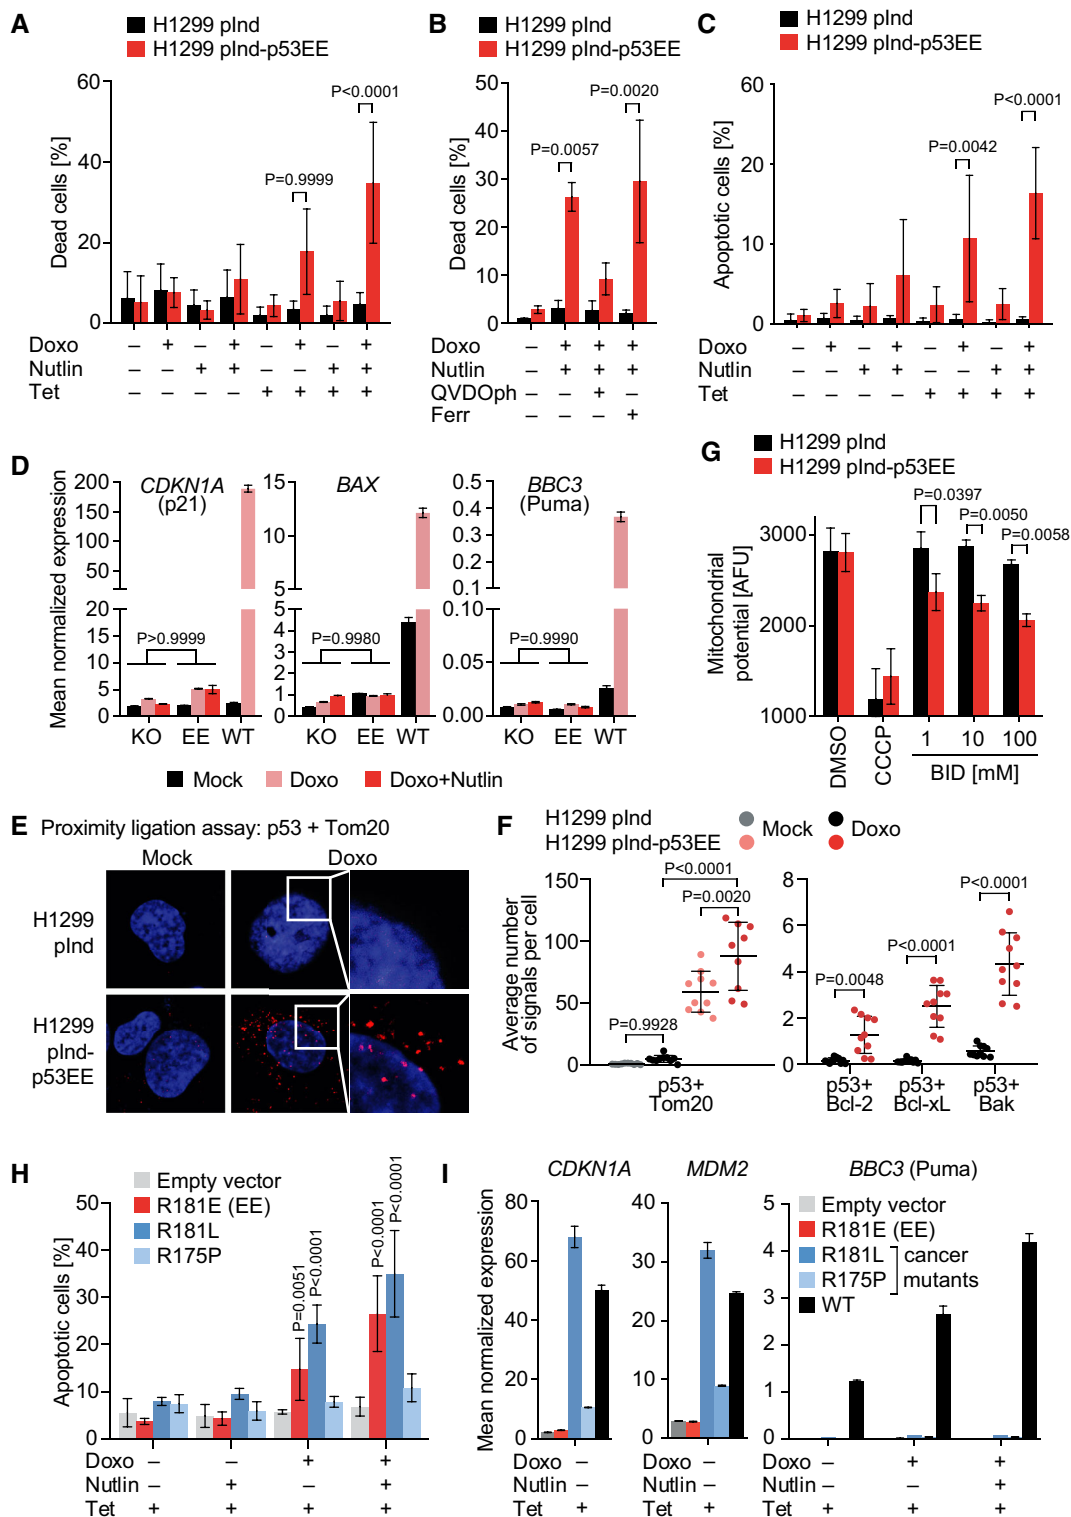 A
H1299 pInd
H1299 pInd-p53EE
Dead cells [%]
60
40
20
0
P=0.9999
P<0.0001
Doxo – + – + – + – +
Nutlin – – + + – – + +
Tet – – – – + + + +
B
H1299 pInd
H1299 pInd-p53EE
Dead cells [%]
50
40
30
20
10
0
P=0.0057
P=0.0020
Doxo – + + +
Nutlin – + + +
QVDOph – – + –
Ferr – – – +
C
H1299 pInd
H1299 pInd-p53EE
Apoptotic cells [%]
60
20
10
0
P=0.0042
P<0.0001
Doxo – + – + – + – +
Nutlin – – + + – – + +
Tet – – – – + + + +
D
Mean normalized expression
CDKN1A
(p21)
200
150
100
50
20
15
10
5
0
P>0.9999
KO EE WT
BAX
15
10
5
5
4
3
2
1
0
P=0.9980
KO EE WT
BBC3
(Puma)
0.5
0.4
0.3
0.2
0.1
0.10
0.05
0.00
P=0.9990
KO EE WT
Mock Doxo Doxo+Nutlin
G
H1299 pInd
H1299 pInd-p53EE
Mitochondrial
potential [AFU]
3000
2000
1000
P=0.0397
P=0.0050
P=0.0058
DMSO
CCCP
1 10 100
BID [mM]
E Proximity ligation assay: p53 + Tom20
Mock Doxo
H1299
pInd
H1299
pInd-
p53EE
F
H1299 pInd
H1299 pInd-p53EE
Mock Doxo
Average number
of signals per cell
150
100
50
0
P<0.0001
P=0.0020
P=0.9928
p53+
Tom20
8
6
4
2
0
P=0.0048
P<0.0001
P<0.0001
p53+
Bcl-2
p53+
Bcl-xL
p53+
Bak
H
Empty vector
R181E (EE)
R181L
R175P
Apoptotic cells [%]
50
40
30
20
10
0
P=0.0051
P<0.0001
P<0.0001
P<0.0001
Doxo – – + +
Nutlin – + – +
Tet + + + +
I
Mean normalized expression
CDKN1A
80
60
40
20
0
Doxo –
Nutlin –
Tet +
MDM2
40
30
20
10
0
Doxo –
Nutlin –
Tet +
BBC3 (Puma)
5
4
3
2
1
0
Empty vector
R181E (EE)
R181L
R175P
cancer
mutants
WT
Doxo – + +
Nutlin – – +
Tet + + +